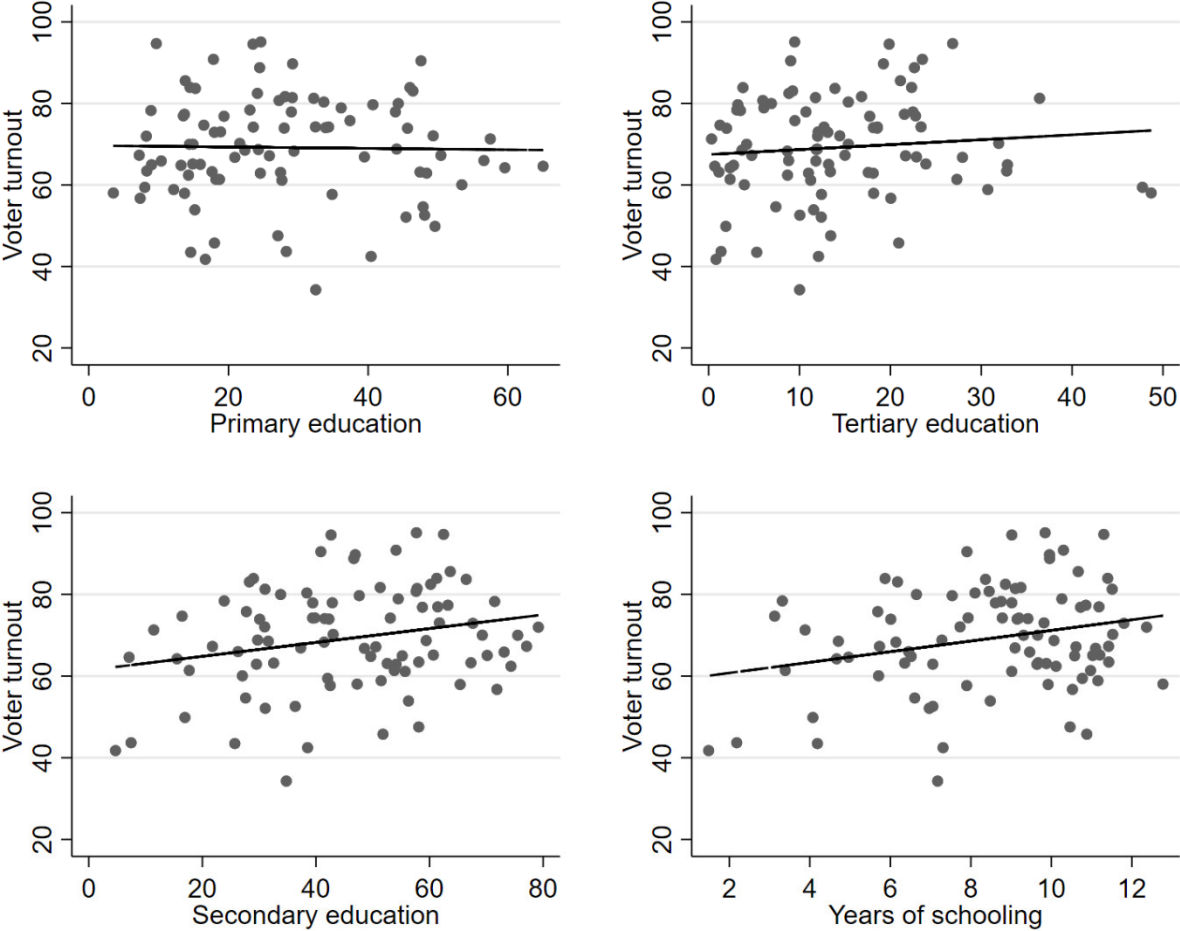 Voter turnout
100
80
60
40
20
0 20 40 60
Primary education
Voter turnout
100
80
60
40
20
0 10 20 30 40 50
Tertiary education
Voter turnout
100
80
60
40
20
0 20 40 60 80
Secondary education
Voter turnout
100
80
60
40
20
2 4 6 8 10 12
Years of schooling